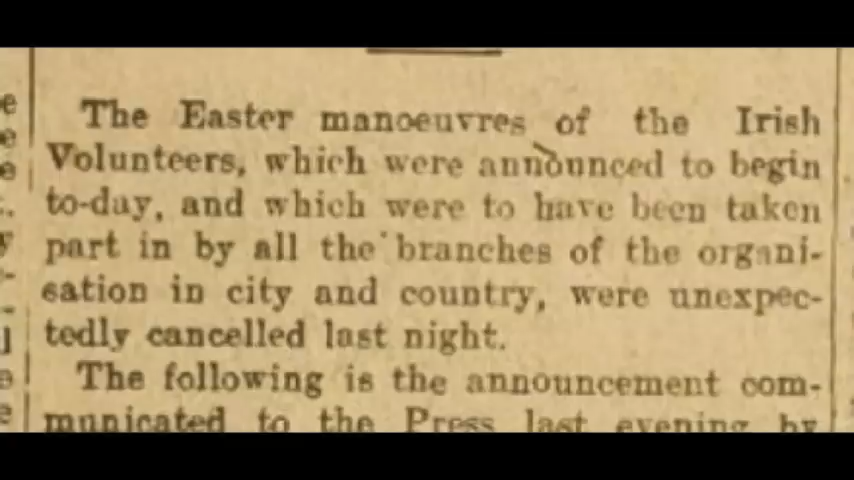 The Easter manoeuvres of the Irish
Volunteers, which were announced to begin
to-day, and which were to have been taken
part in by all the branches of the organi-
sation in city and country, were unexpec-
tedly cancelled last night.
The following is the announcement com-
municated to the Press last evening by